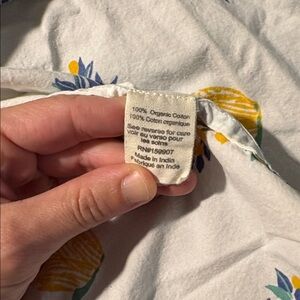 100% Organic Cotton
100% Coton organique
See reverse for care
voir au verso pour
les soins
RN#159907
Made in India
Fabriqué en Inde